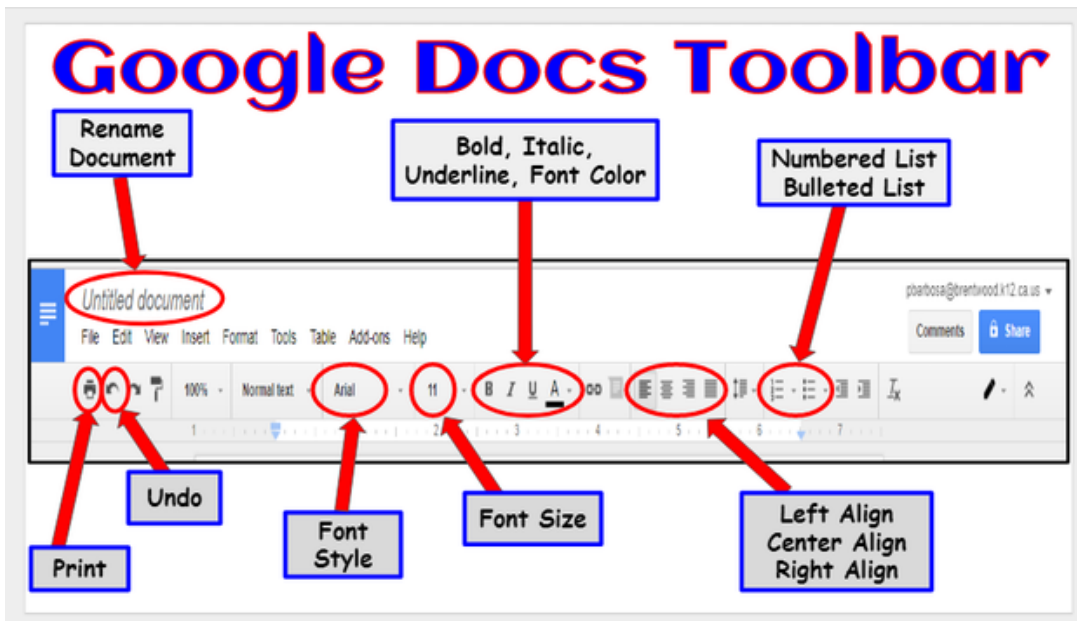 Google Docs Toolbar
Rename
Document
Bold, Italic,
Underline, Font Color
Numbered List
Bulleted List
Untitled document
pbarbosa@brentwood.k12.ca.us
File Edit View Insert Format Tools Table Add-ons Help
Comments Share
100% Normal text Arial 11 B I U A
1 2 3 4 5 6 7
Undo
Print
Font
Style
Font Size
Left Align
Center Align
Right Align